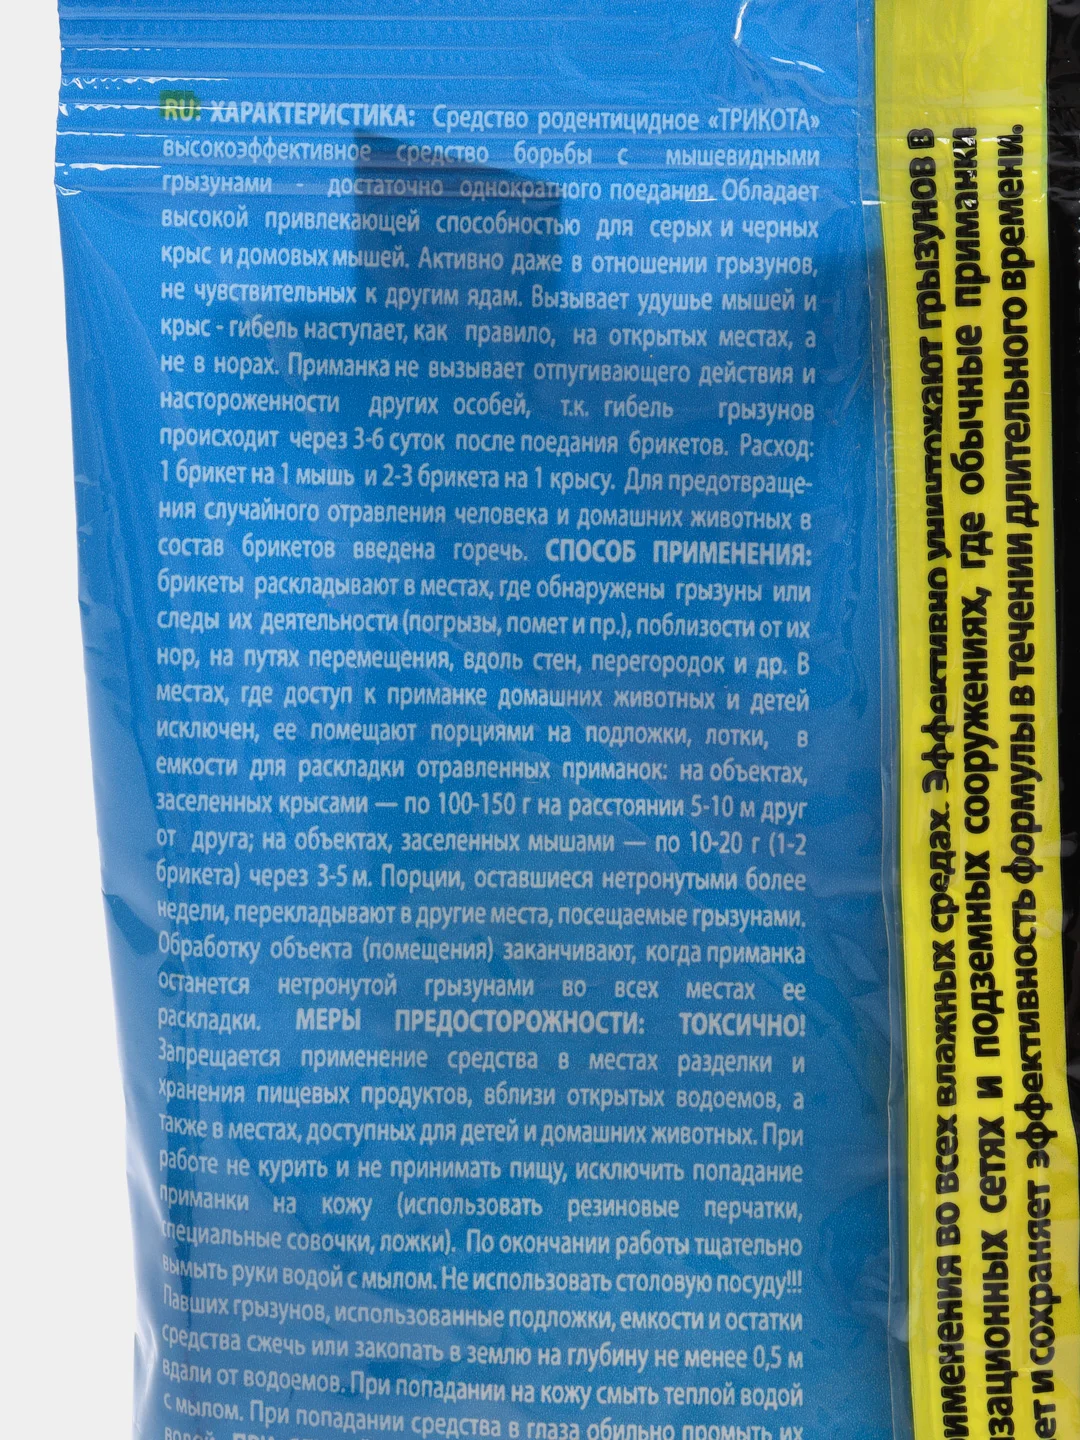 RU: ХАРАКТЕРИСТИКА: Средство родентицидное «ТРИКОТА»
высокоэффективное средство борьбы с мышевидными
грызунами - достаточно однократного поедания. Обладает
высокой привлекающей способностью для серых и черных
крыс и домовых мышей. Активно даже в отношении грызунов,
не чувствительных к другим ядам. Вызывает удушье мышей и
крыс - гибель наступает, как правило, на открытых местах, а
не в норах. Приманка не вызывает отпугивающего действия и
настороженности других особей, т.к. гибель грызунов
происходит через 3-6 суток после поедания брикетов. Расход:
1 брикет на 1 мышь и 2-3 брикета на 1 крысу. Для предотвраще-
ния случайного отравления человека и домашних животных в
состав брикетов введена горечь. СПОСОБ ПРИМЕНЕНИЯ:
брикеты раскладывают в местах, где обнаружены грызуны или
следы их деятельности (погрызы, помет и пр.), поблизости от их
нор, на путях перемещения, вдоль стен, перегородок и др. В
местах, где доступ к приманке домашних животных и детей
исключен, ее помещают порциями на подложки, лотки, в
емкости для раскладки отравленных приманок: на объектах,
заселенных крысами — по 100-150 г на расстоянии 5-10 м друг
от друга; на объектах, заселенных мышами — по 10-20 г (1-2
брикета) через 3-5 м. Порции, оставшиеся нетронутыми более
недели, перекладывают в другие места, посещаемые грызунами.
Обработку объекта (помещения) заканчивают, когда приманка
останется нетронутой грызунами во всех местах ее
раскладки. МЕРЫ ПРЕДОСТОРОЖНОСТИ: ТОКСИЧНО!
Запрещается применение средства в местах разделки и
хранения пищевых продуктов, вблизи открытых водоемов, а
также в местах, доступных для детей и домашних животных. При
работе не курить и не принимать пищу, исключить попадание
приманки на кожу (использовать резиновые перчатки,
специальные совочки, ложки). По окончании работы тщательно
вымыть руки водой с мылом. Не использовать столовую посуду!!!
Павших грызунов, использованные подложки, емкости и остатки
средства сжечь или закопать в землю на глубину не менее 0,5 м
вдали от водоемов. При попадании на кожу смыть теплой водой
с мылом. При попадании средства в глаза обильно промыть их
именения во всех влажных средах. Эффективно уничтожают грызунов в
изационных сетях и подземных сооружениях, где обычные приманки
ет и сохраняет эффективность формулы в течении длительного времени.